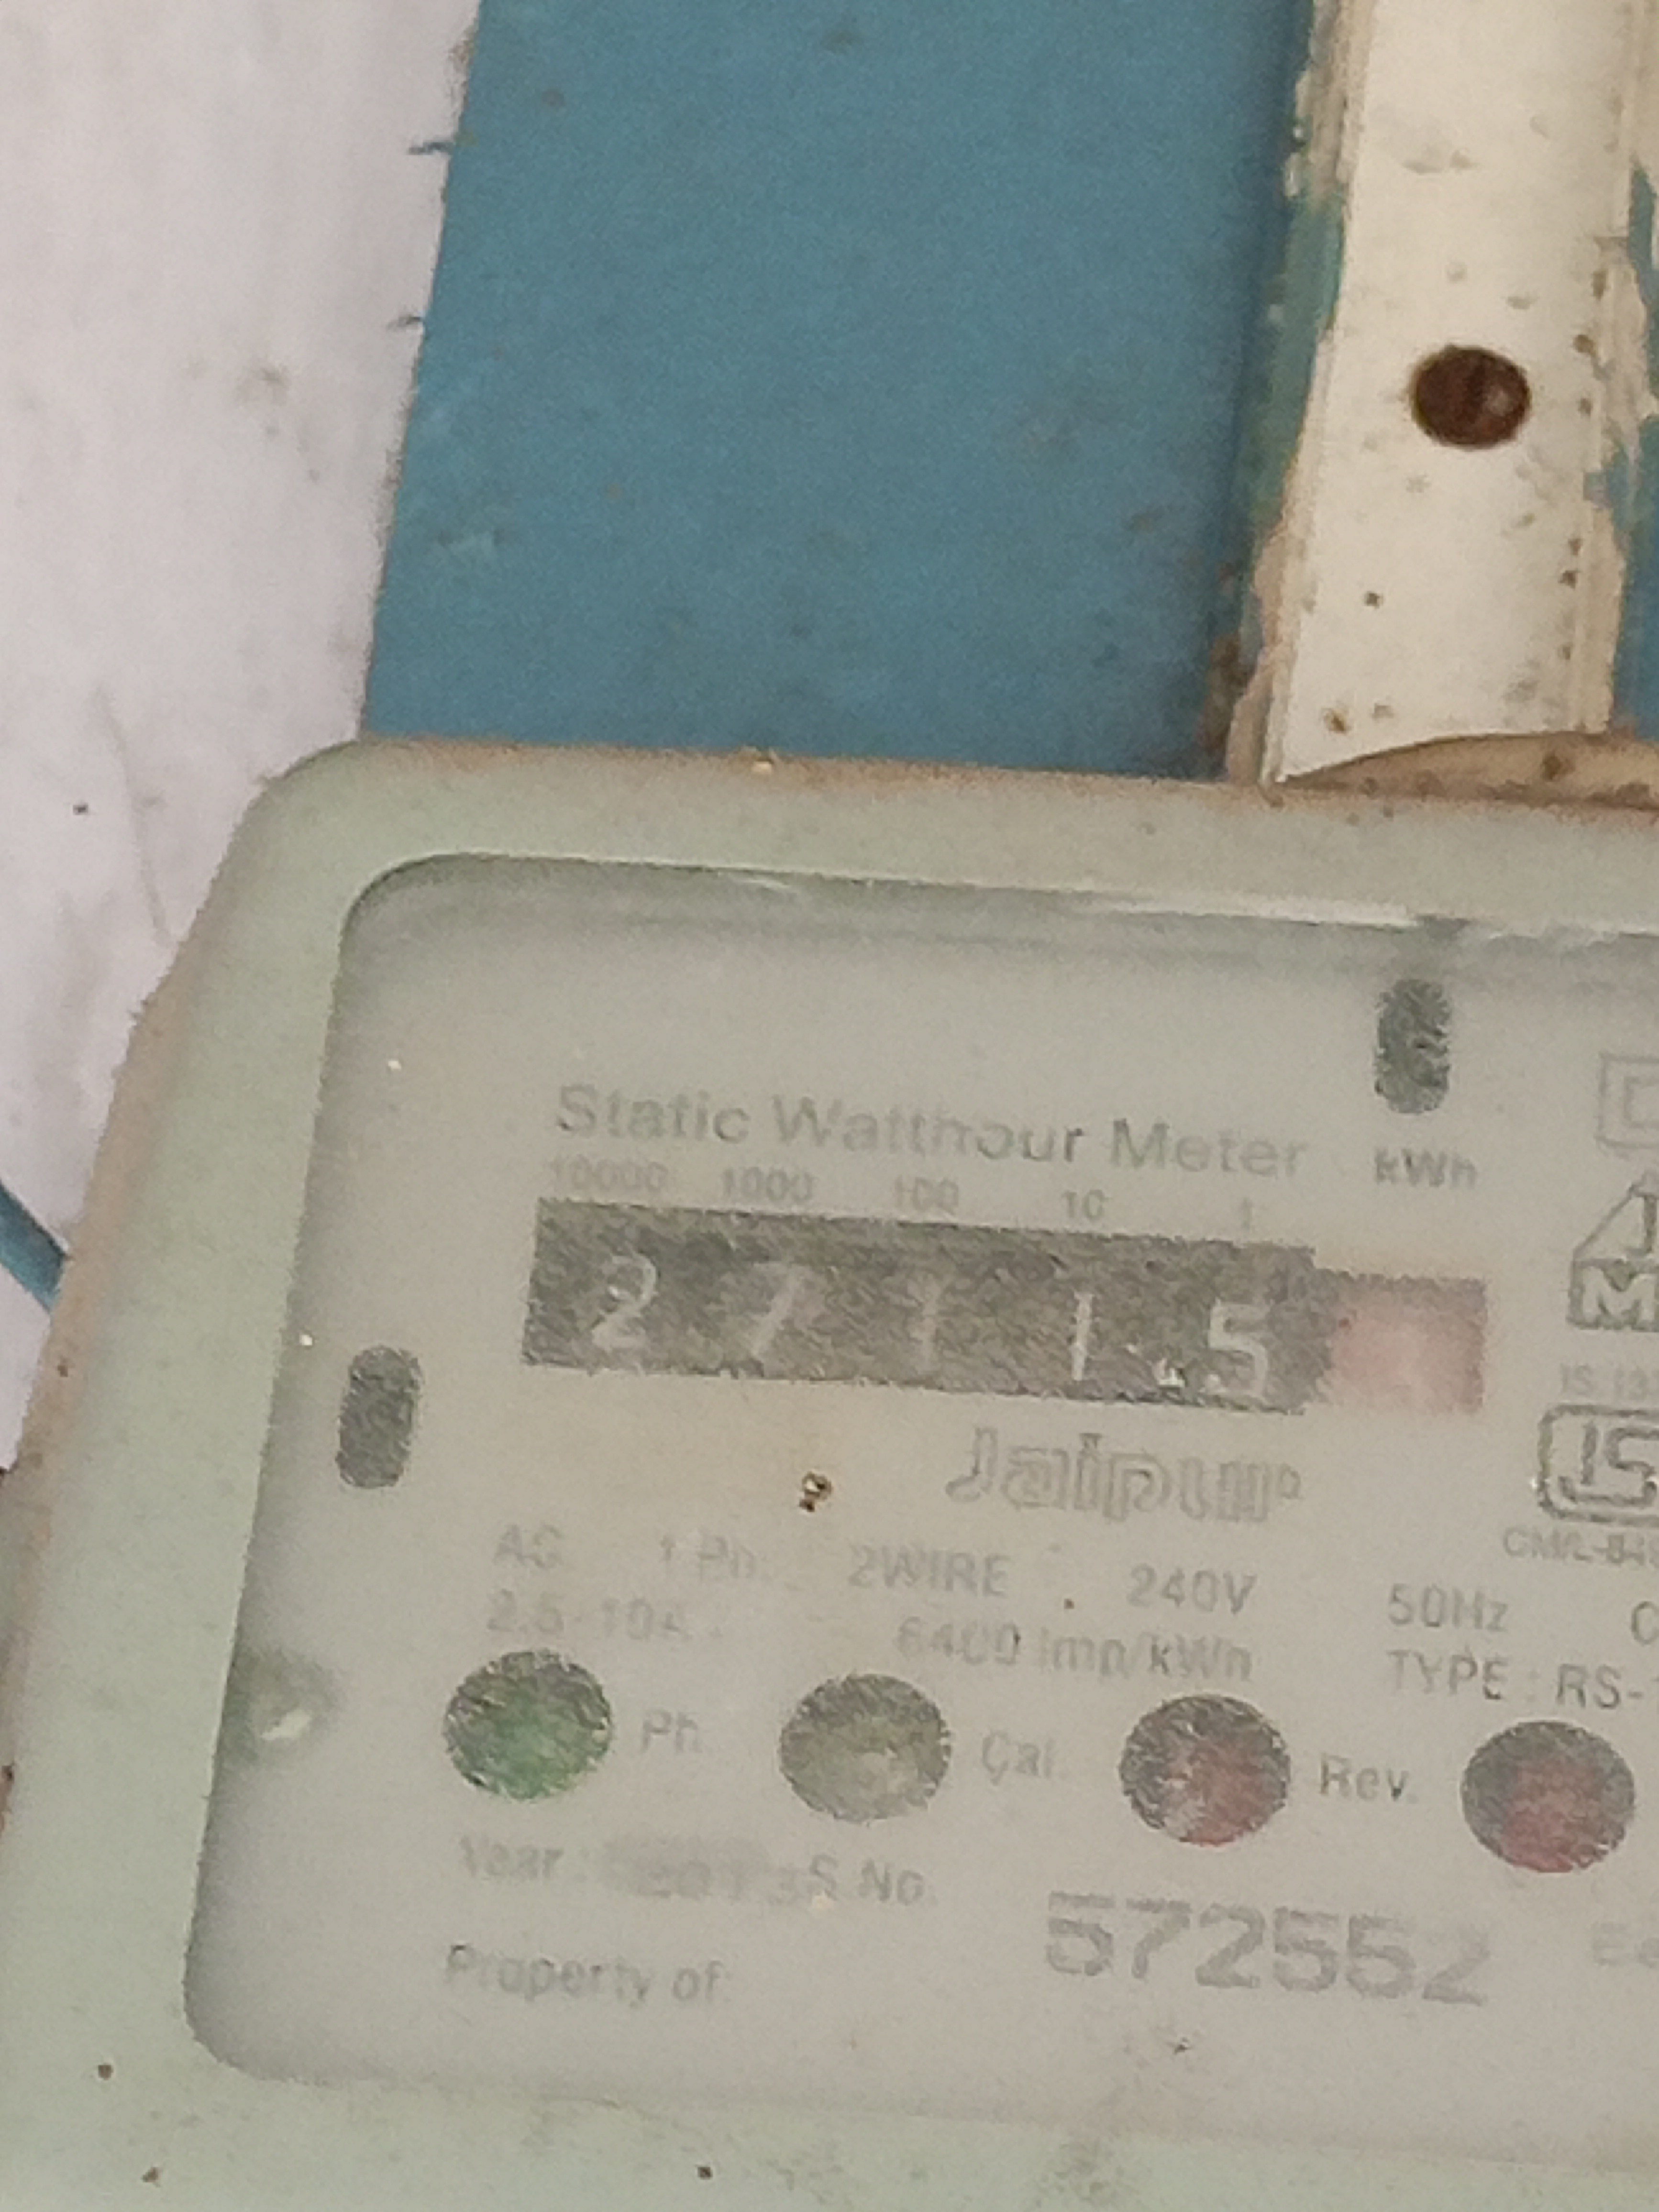 Static Watthour Meter kWh
10000 1000 100 10 1
2 7 1 1 5
Jaipur
AC 1 Ph. 2WIRE 240V 50Hz
2.5-10A 6400 imp/kWh TYPE : RS-
Ph. Cal. Rev.
Year : S.No. 572552
Property of: